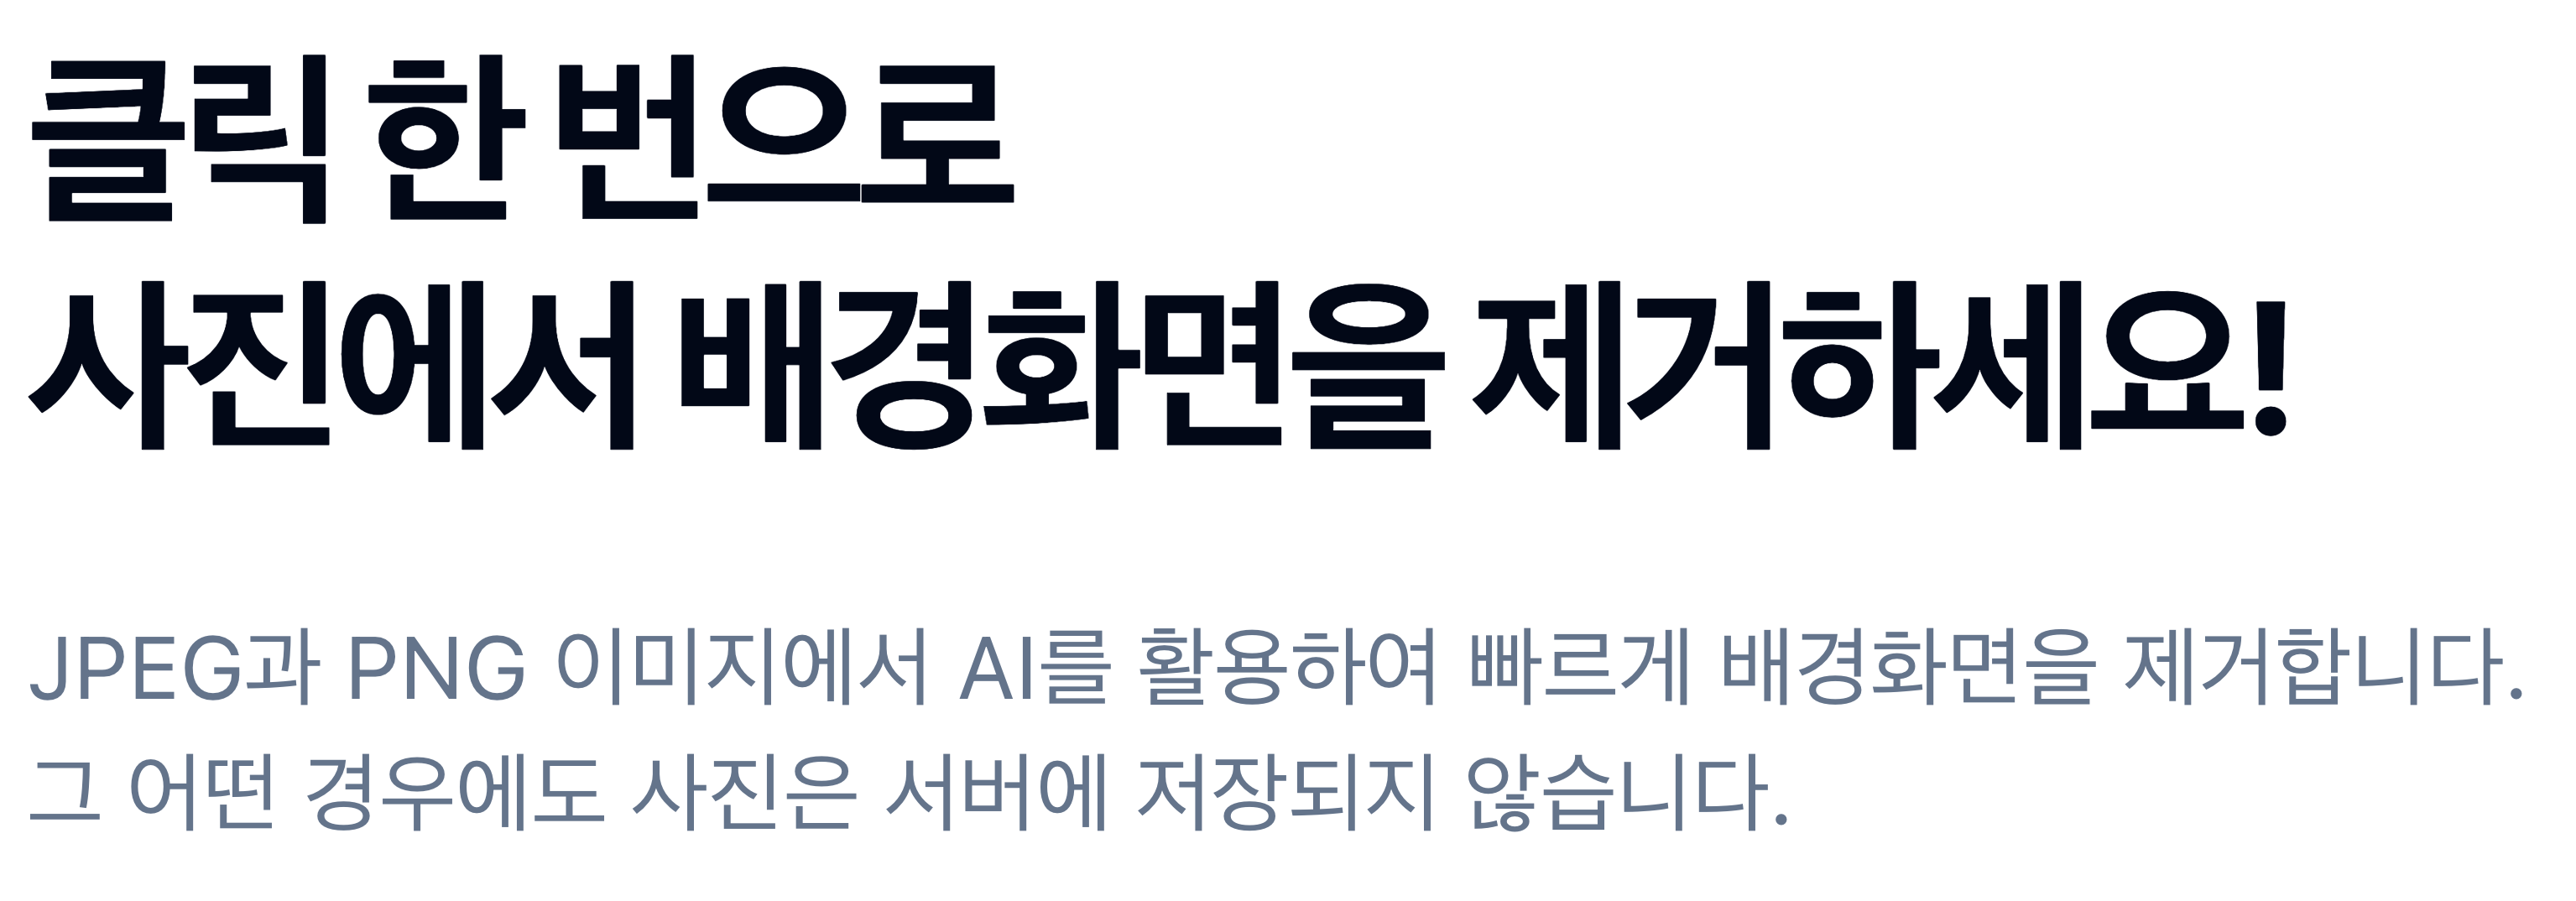 클릭 한 번으로
사진에서 배경화면을 제거하세요!
JPEG과 PNG 이미지에서 AI를 활용하여 빠르게 배경화면을 제거합니다.
그 어떤 경우에도 사진은 서버에 저장되지 않습니다.